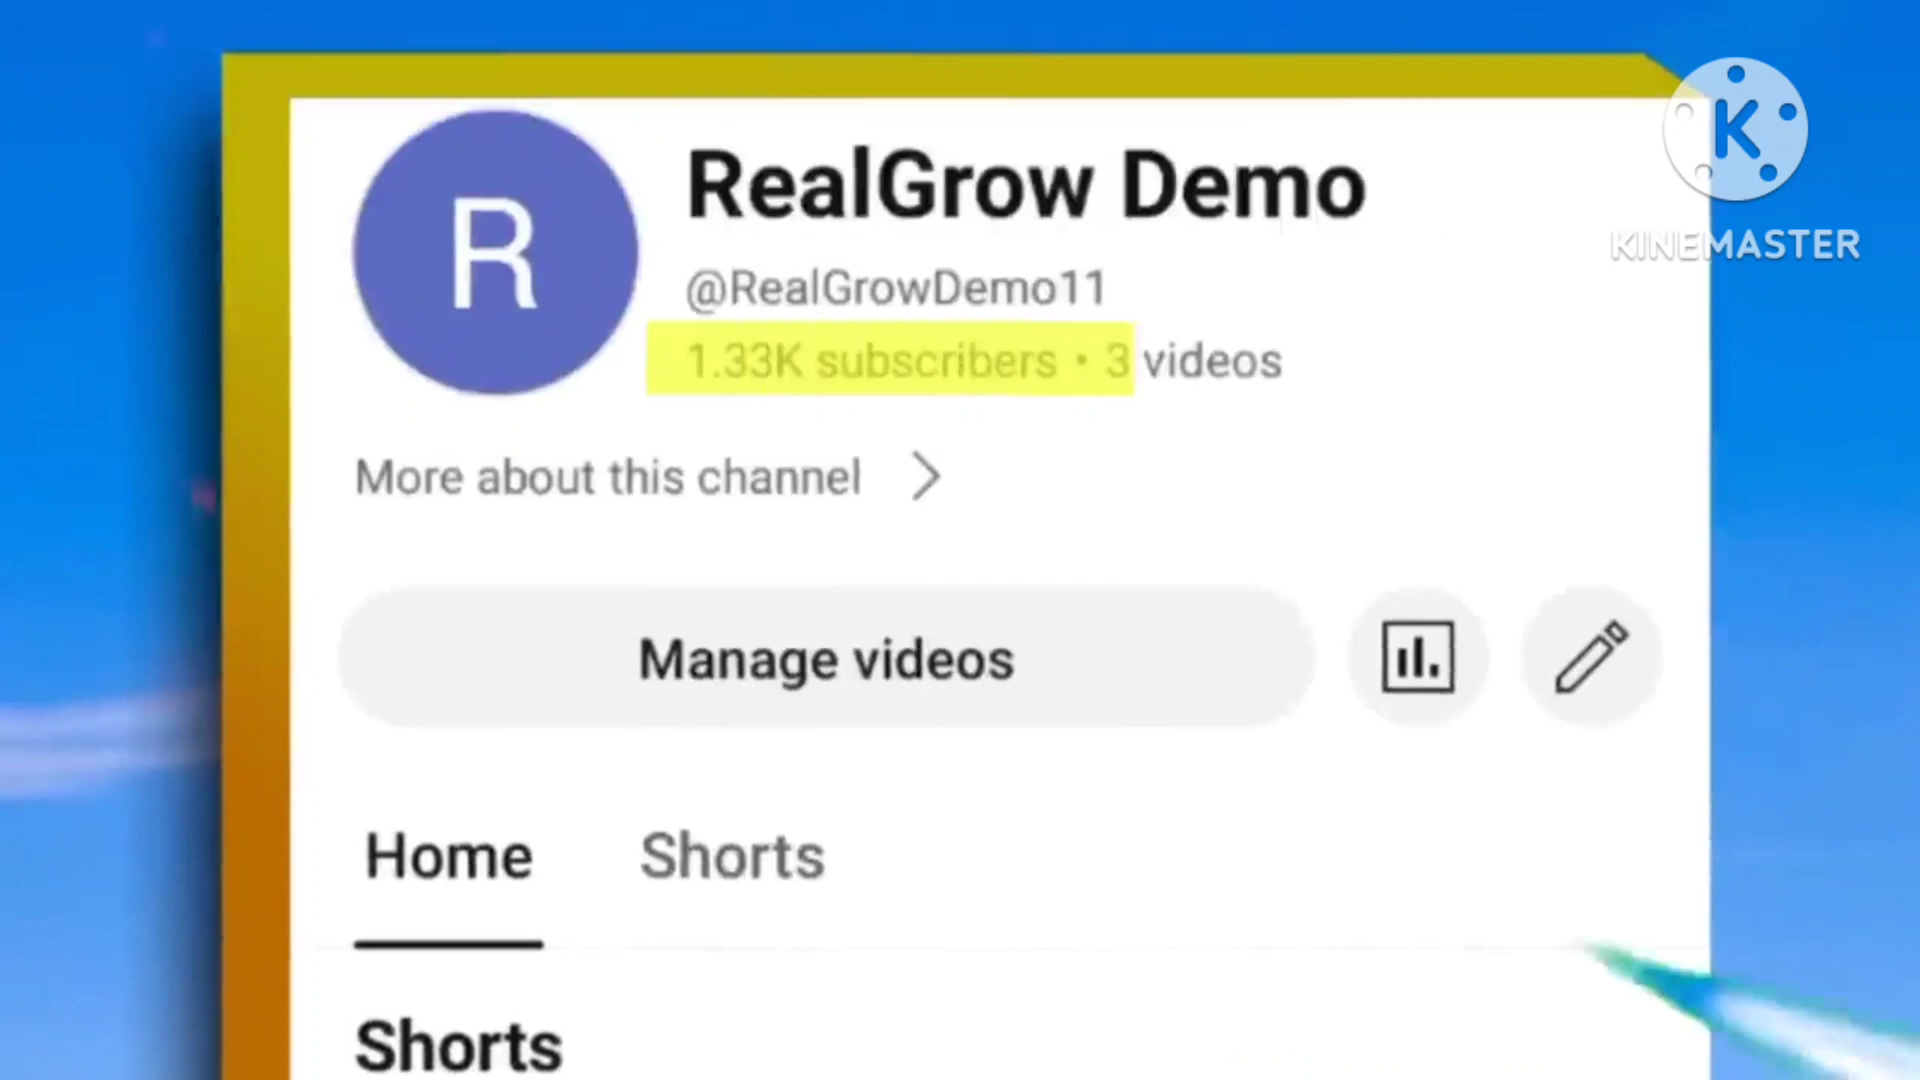 R
RealGrow Demo
@RealGrowDemo11
1.33K subscribers • 3 videos
More about this channel
Manage videos
Home Shorts
Shorts
K
KINEMASTER